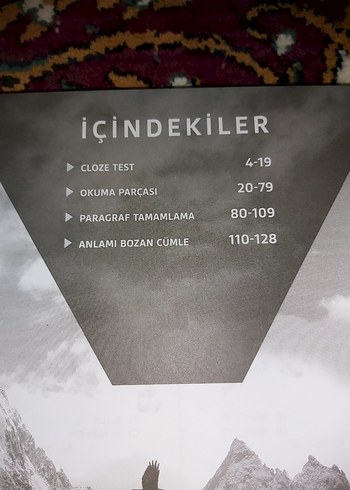 İÇİNDEKİLER
CLOZE TEST 4-19
OKUMA PARÇASI 20-79
PARAGRAF TAMAMLAMA 80-109
ANLAMI BOZAN CÜMLE 110-128